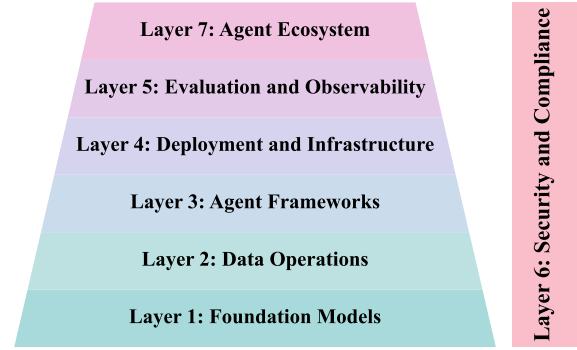 Layer 7: Agent Ecosystem
Layer 5: Evaluation and Observability
Layer 4: Deployment and Infrastructure
Layer 3: Agent Frameworks
Layer 2: Data Operations
Layer 1: Foundation Models
Layer 6: Security and Compliance